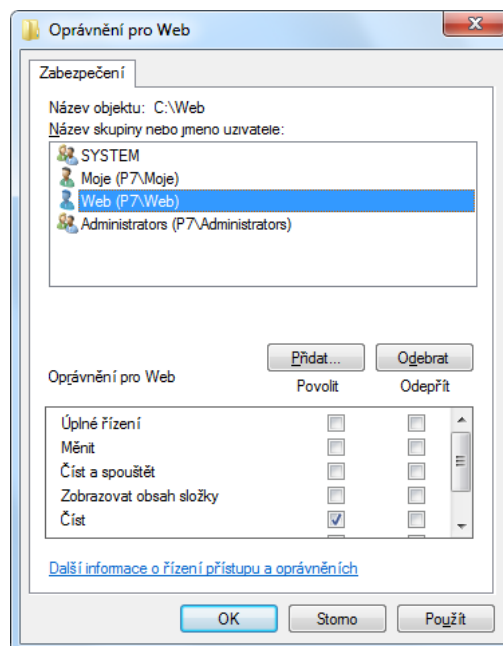 Oprávnění pro Web
Zabezpečení
Název objektu: C:\Web
Název skupiny nebo jméno uživatele:
SYSTEM
Moje (P7\Moje)
Web (P7\Web)
Administrators (P7\Administrators)
Přidat...
Odebrat
Oprávnění pro Web
Povolit
Odepřít
Úplné řízení
Měnit
Číst a spouštět
Zobrazovat obsah složky
Číst
Další informace o řízení přístupu a oprávněních
OK
Storno
Použít